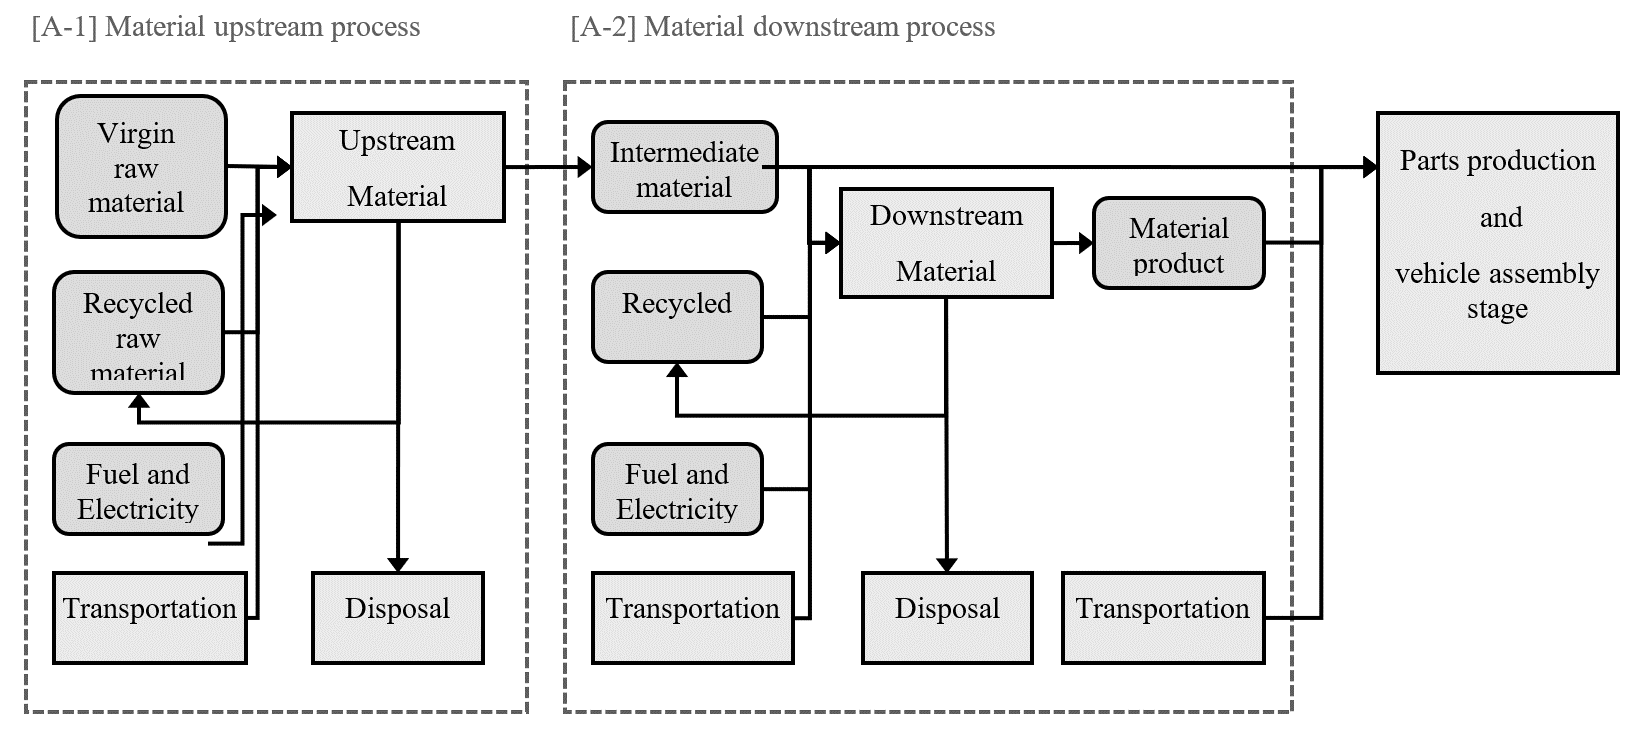 [A-1] Material upstream process
[A-2] Material downstream process
Virgin
raw
material
Upstream
Material
Recycled
raw
material
Fuel and
Electricity
Transportation
Disposal
Intermediate
material
Downstream
Material
Material
product
Recycled
Fuel and
Electricity
Transportation
Disposal
Transportation
Parts production
and
vehicle assembly
stage